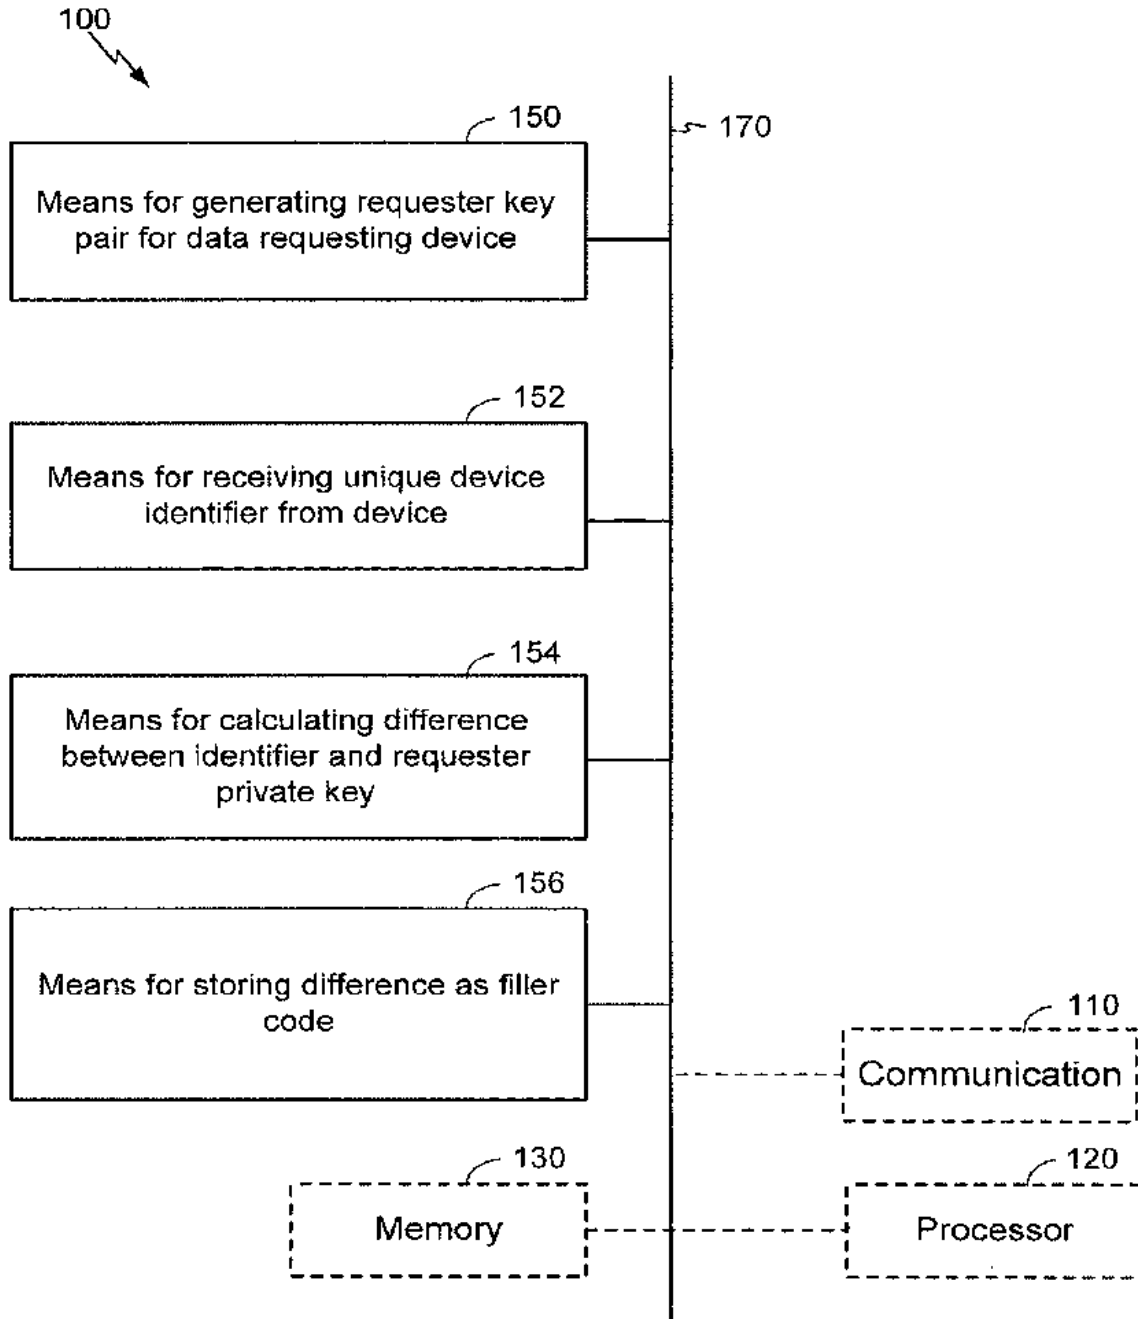 100
150
170
Means for generating requester key
pair for data requesting device
152
Means for receiving unique device
identifier from device
154
Means for calculating difference
between identifier and requester
private key
156
Means for storing difference as filler
code
110
Communication
130
Memory
120
Processor